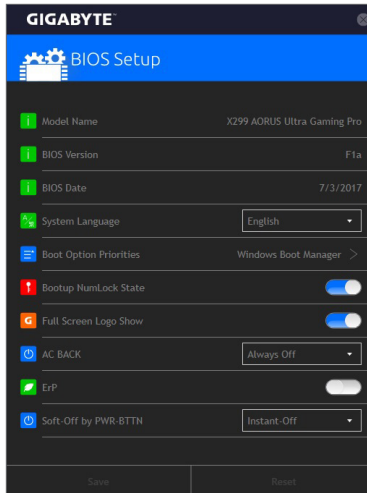 GIGABYTE™
BIOS Setup
Model Name X299 AORUS Ultra Gaming Pro
BIOS Version F1a
BIOS Date 7/3/2017
System Language English
Boot Option Priorities Windows Boot Manager >
Bootup NumLock State
G Full Screen Logo Show
AC BACK Always Off
ErP
Soft-Off by PWR-BTTN Instant-Off
Save Reset